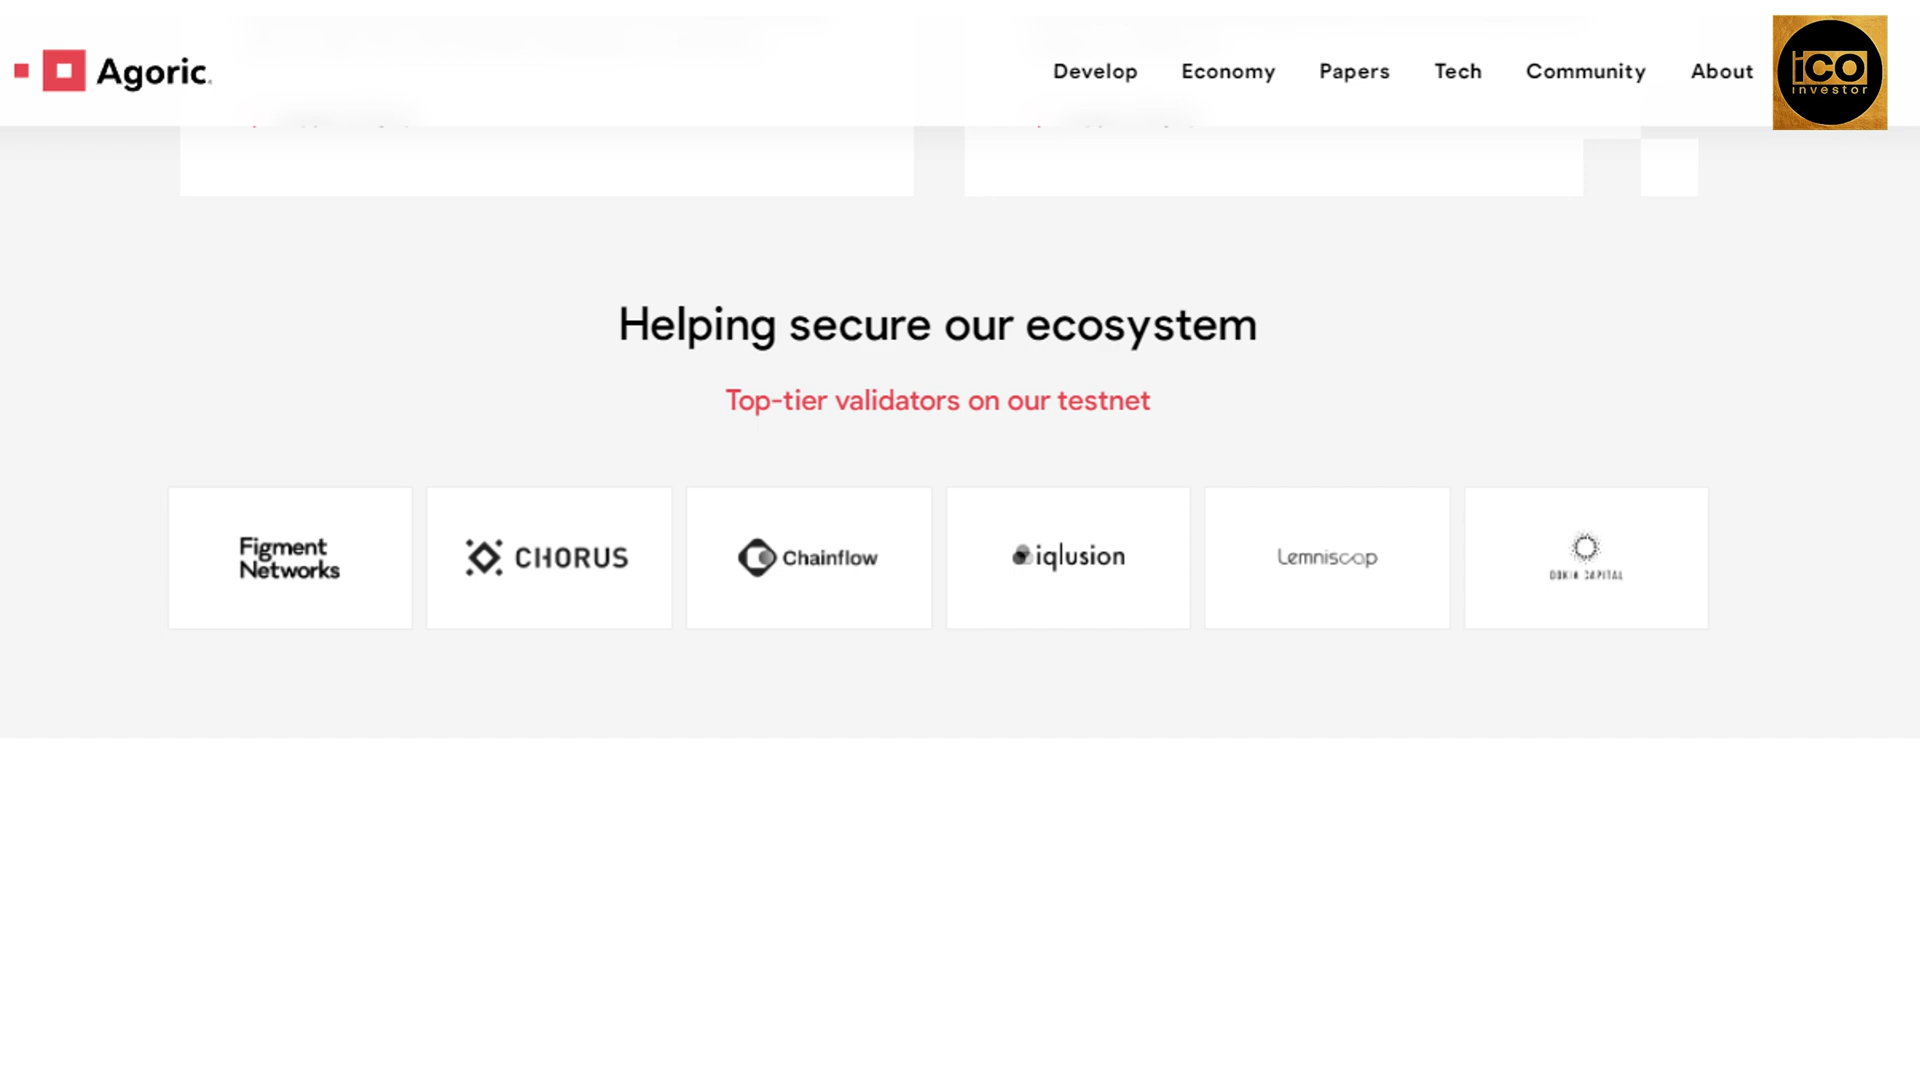 Agoric
Develop Economy Papers Tech Community About
iCO
investor
Helping secure our ecosystem
Top-tier validators on our testnet
Figment
Networks
CHORUS
Chainflow
iqlusion
Lemniscap
CAPITAL